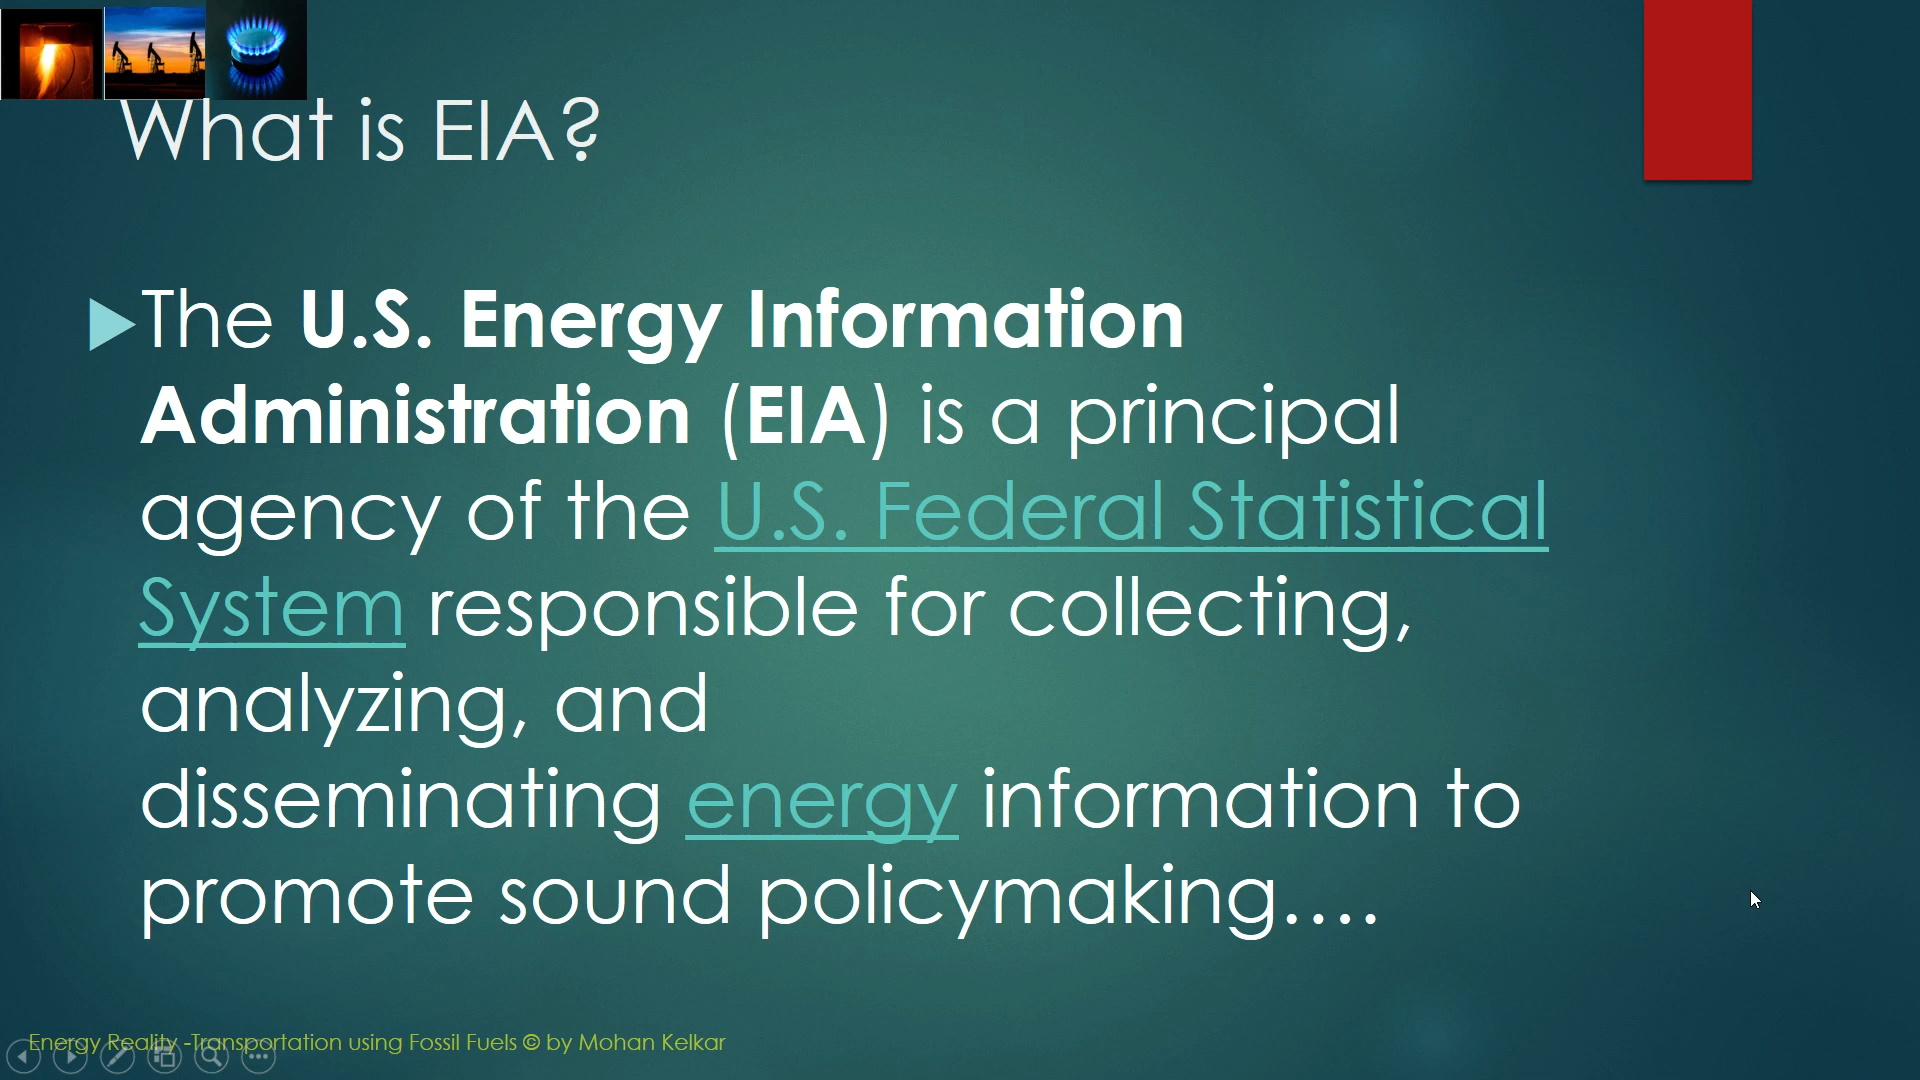 What is EIA?
The U.S. Energy Information
Administration (EIA) is a principal
agency of the U.S. Federal Statistical
System responsible for collecting,
analyzing, and
disseminating energy information to
promote sound policymaking....
Energy Reality -Transportation using Fossil Fuels © by Mohan Kelkar